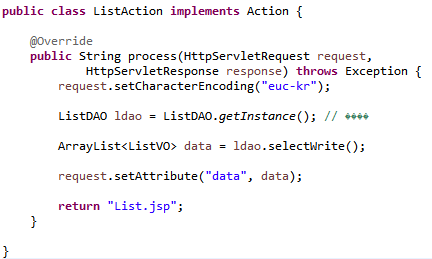 public class ListAction implements Action {
@Override
public String process(HttpServletRequest request,
HttpServletResponse response) throws Exception {
request.setCharacterEncoding("euc-kr");
ListDAO ldao = ListDAO.getInstance(); // ����
ArrayList<ListVO> data = ldao.selectWrite();
request.setAttribute("data", data);
return "List.jsp";
}
}